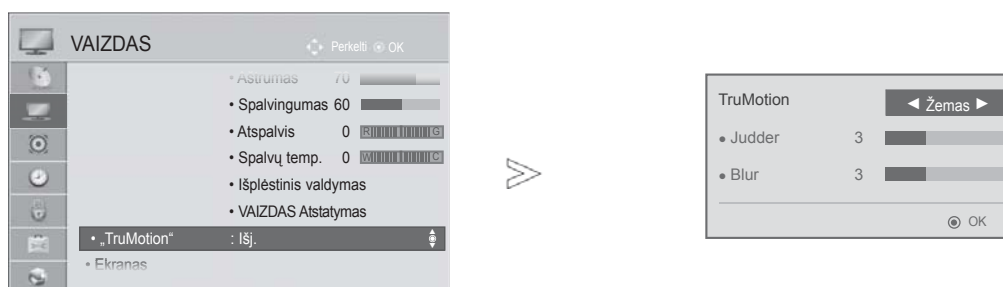 VAIZDAS
Perkelti OK
• Aštrumas 70
• Spalvingumas 60
• Atspalvis 0 R G
• Spalvų temp. 0 W C
• Išplėstinis valdymas
• VAIZDAS Atstatymas
• „TruMotion“ : Išj.
• Ekranas
TruMotion ◄ Žemas ►
• Judder 3
• Blur 3
OK